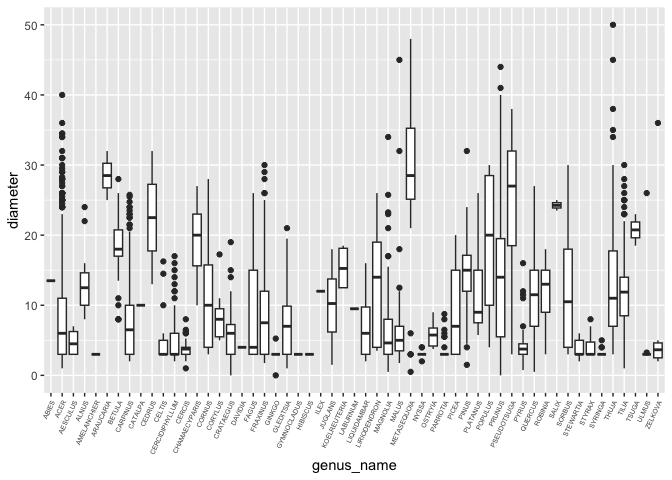 50
40
30
20
10
0
diameter
ABIES
ACER
AESCULUS
ALNUS
AMELANCHIER
ARAUCARIA
BETULA
CARPINUS
CATALPA
CEDRUS
CELTIS
CERCIDIPHYLLUM
CERCIS
CHAMAECYPARIS
CORNUS
CORYLUS
CRATAEGUS
DAVIDIA
FAGUS
FRAXINUS
GINKGO
GLEDITSIA
GYMNOCLADUS
HIBISCUS
ILEX
JUGLANS
KOELREUTERIA
LABURNUM
LIQUIDAMBAR
LIRIODENDRON
MAGNOLIA
MALUS
METASEQUOIA
NYSSA
OSTRYA
PARROTIA
PICEA
PINUS
PLATANUS
POPULUS
PRUNUS
PSEUDOTSUGA
PYRUS
QUERCUS
ROBINIA
SALIX
SORBUS
STEWARTIA
STYRAX
SYRINGA
THUJA
TILIA
TSUGA
ULMUS
ZELKOVA
genus_name